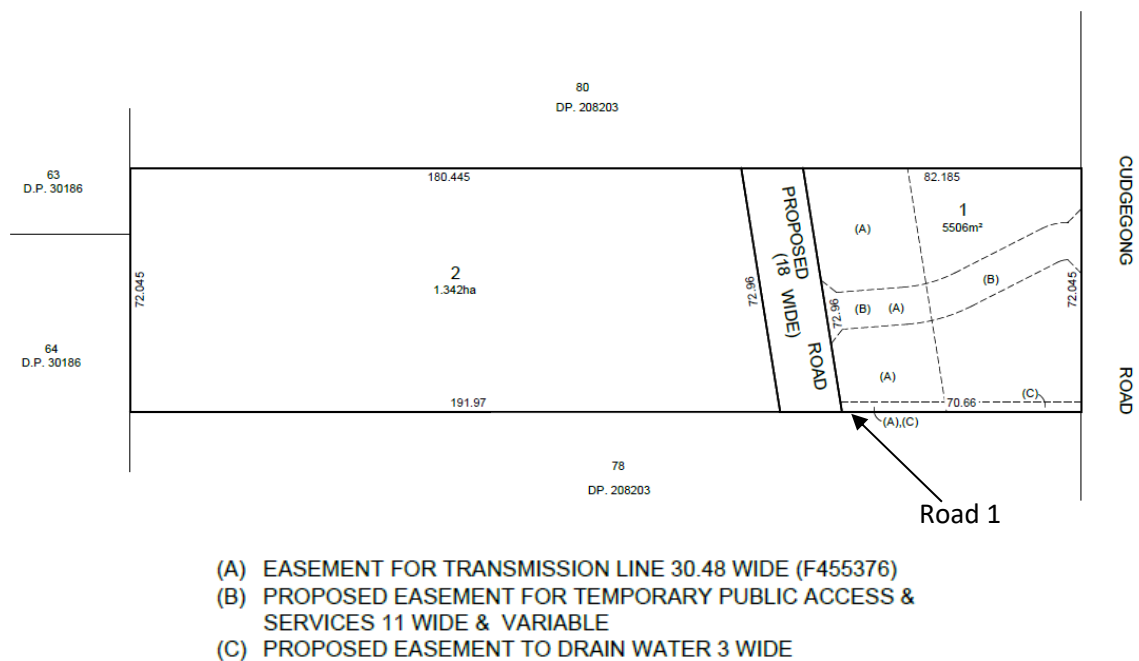 80
DP. 208203
63
D.P. 30186
180.445
82.185
1
5506m²
CUDGEGONG ROAD
(A)
PROPOSED ROAD
(18 WIDE)
2
1.342ha
72.045
72.96
72.96
(B) (A)
(B)
72.045
64
D.P. 30186
(A)
191.97
70.66
(C)
(A),(C)
78
DP. 208203
Road 1
(A) EASEMENT FOR TRANSMISSION LINE 30.48 WIDE (F455376)
(B) PROPOSED EASEMENT FOR TEMPORARY PUBLIC ACCESS &
SERVICES 11 WIDE & VARIABLE
(C) PROPOSED EASEMENT TO DRAIN WATER 3 WIDE